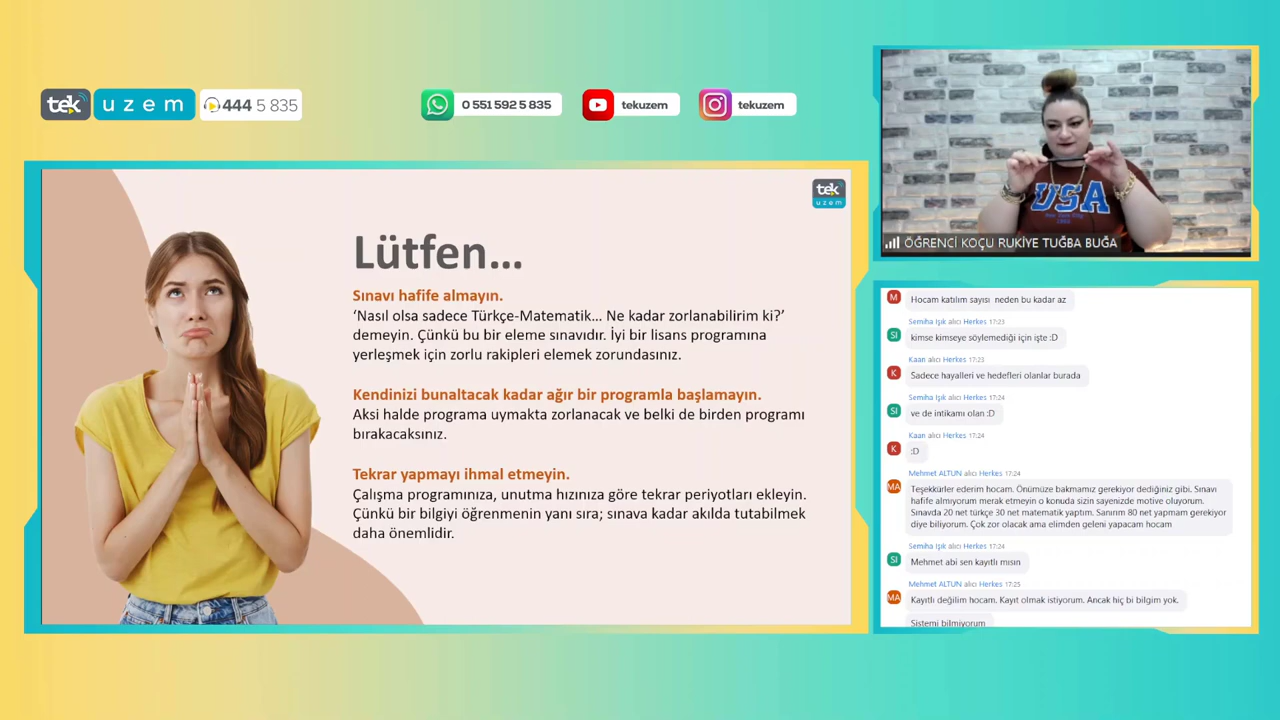 tek uzem 444 5 835
0 551 592 5 835
tekuzem
tekuzem
tek
uzem
Lütfen...
Sınavı hafife almayın.
‘Nasıl olsa sadece Türkçe-Matematik... Ne kadar zorlanabilirim ki?’
demeyin. Çünkü bu bir eleme sınavıdır. İyi bir lisans programına
yerleşmek için zorlu rakipleri elemek zorundasınız.
Kendinizi bunaltacak kadar ağır bir programla başlamayın.
Aksi halde programa uymakta zorlanacak ve belki de birden programı
bırakacaksınız.
Tekrar yapmayı ihmal etmeyin.
Çalışma programınıza, unutma hızınıza göre tekrar periyotları ekleyin.
Çünkü bir bilgiyi öğrenmenin yanı sıra; sınava kadar akılda tutabilmek
daha önemlidir.
USA
ÖĞRENCİ KOÇU RUKİYE TUĞBA BUĞA
M
Hocam katılım sayısı neden bu kadar az
Semiha Işık alıcı Herkes 17:23
SI
kimse kimseye söylemediği için işte :D
Kaan alıcı Herkes 17:23
K
Sadece hayalleri ve hedefleri olanlar burada
Semiha Işık alıcı Herkes 17:24
SI
ve de intikamı olan :D
Kaan alıcı Herkes 17:24
K
:D
Mehmet ALTUN alıcı Herkes 17:24
MA
Teşekkürler ederim hocam. Önümüze bakmamız gerekiyor dediğiniz gibi. Sınavı
hafife almıyorum merak etmeyin o konuda sizin sayenizde motive oluyorum.
Sınavda 20 net türkçe 30 net matematik yaptım. Sanırım 80 net yapmam gerekiyor
diye biliyorum. Çok zor olacak ama elimden geleni yapacam hocam
Semiha Işık alıcı Herkes 17:24
SI
Mehmet abi sen kayıtlı mısın
Mehmet ALTUN alıcı Herkes 17:25
MA
Kayıtlı değilim hocam. Kayıt olmak istiyorum. Ancak hiç bi bilgim yok.
Sistemi bilmiyorum